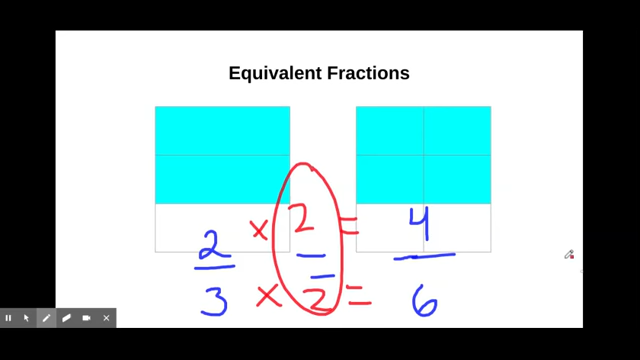 Equivalent Fractions
2 × 2 = 4
3 × 2 = 6